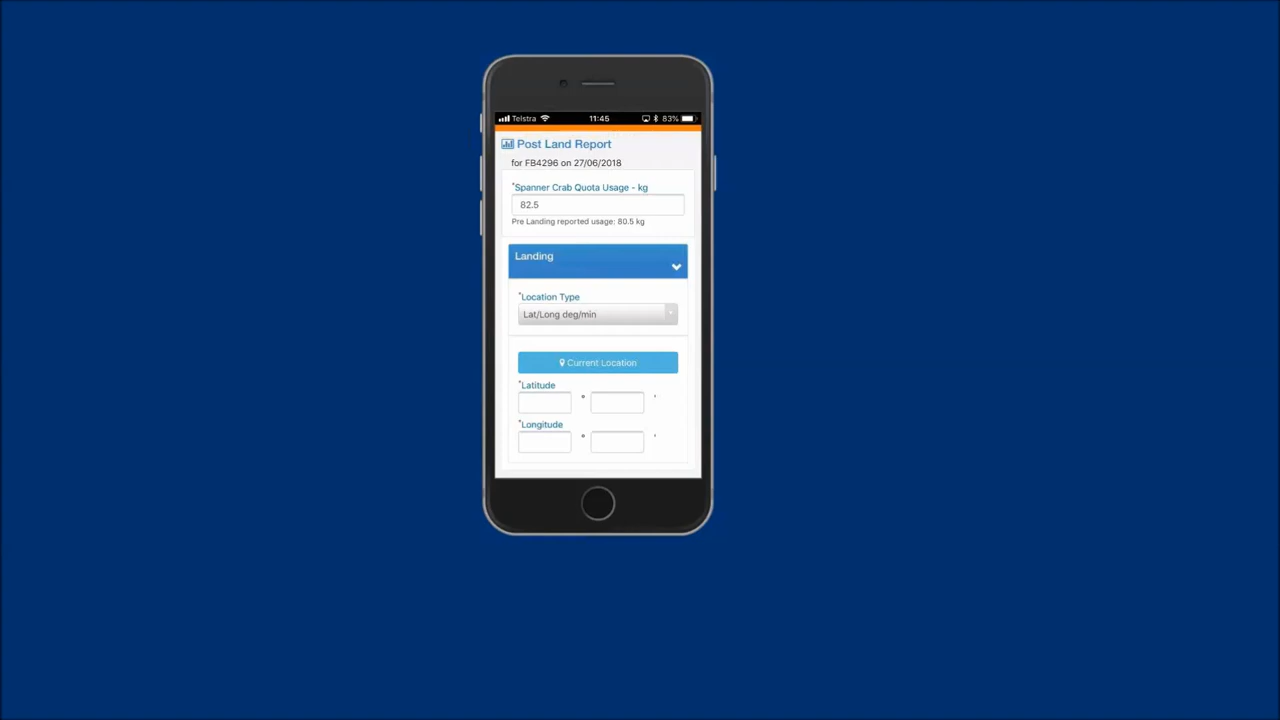 Telstra 11:45 83%
Post Land Report
for FB4296 on 27/06/2018
*Spanner Crab Quota Usage - kg
82.5
Pre Landing reported usage: 80.5 kg
Landing
*Location Type
Lat/Long deg/min
Current Location
*Latitude
° '
*Longitude
° '